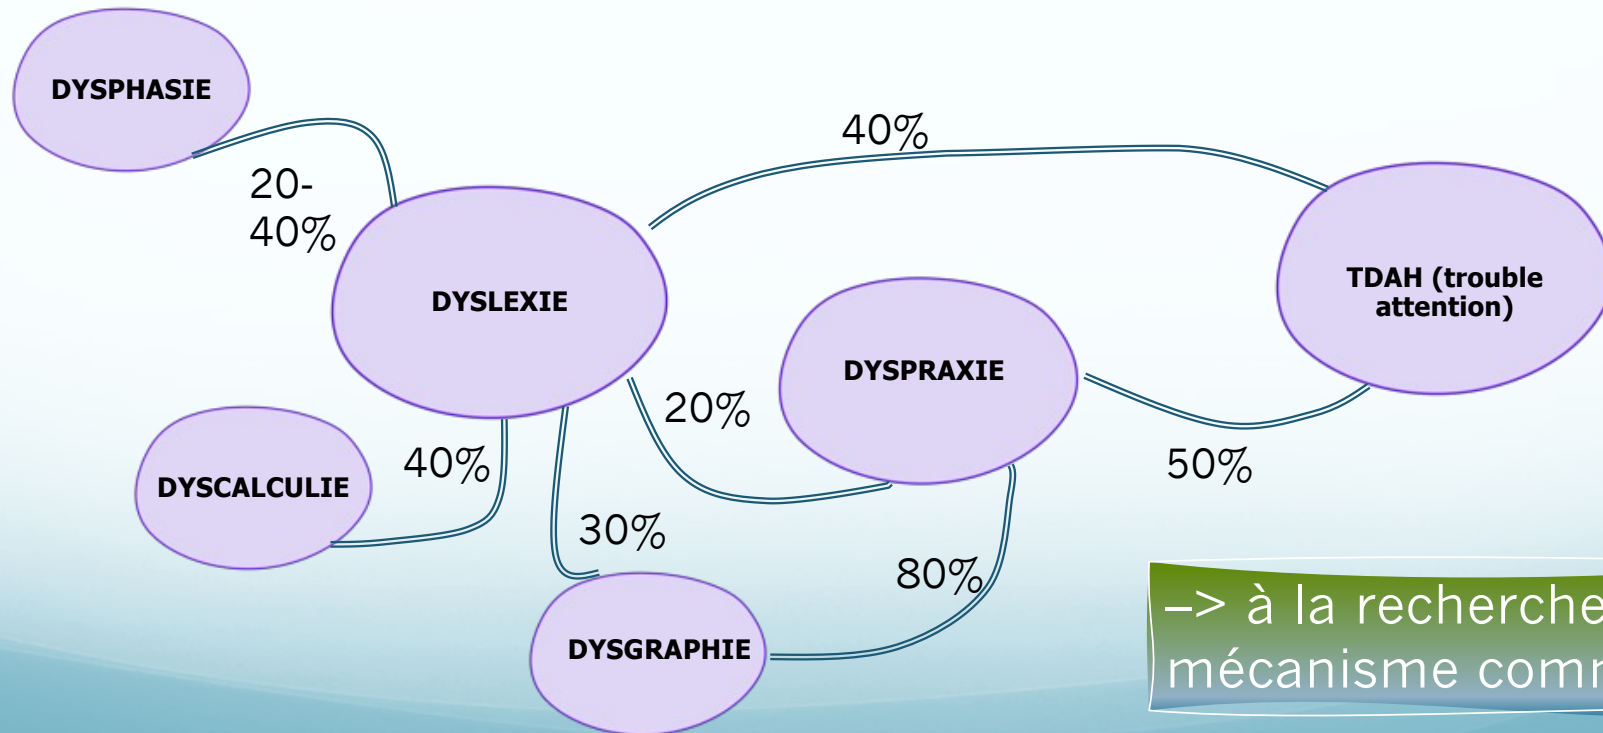 DYSPHASIE
40%
20-
40%
DYSLEXIE
TDAH (trouble
attention)
DYSPRAXIE
20%
DYSCALCULIE
40%
50%
30%
80%
DYSGRAPHIE
–> à la recherche
mécanisme